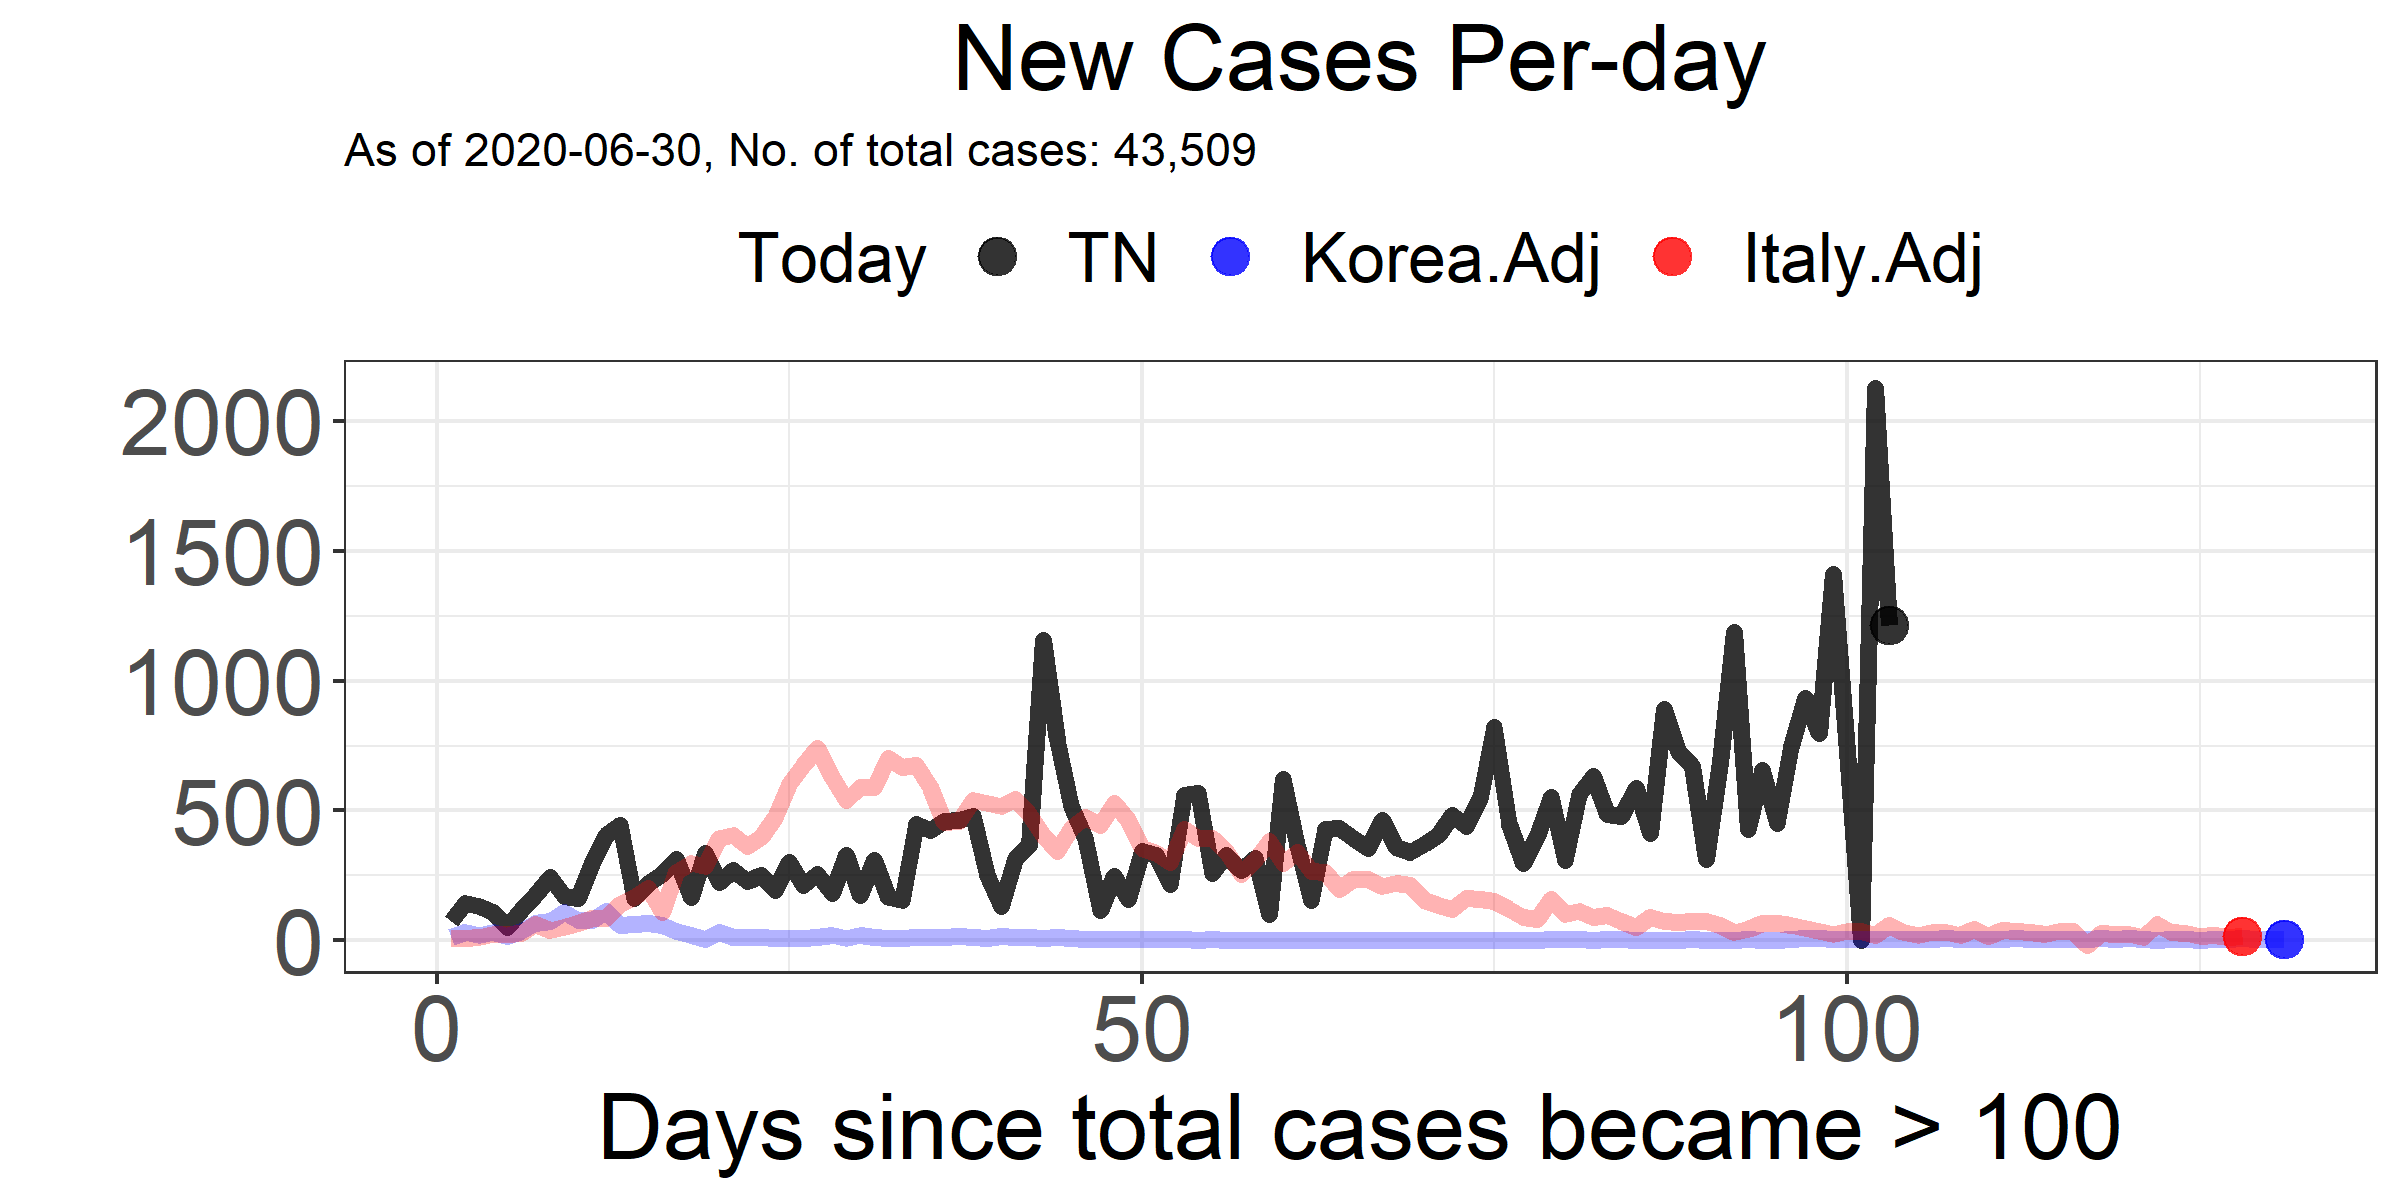 New Cases Per-day
As of 2020-06-30, No. of total cases: 43,509
Today TN Korea.Adj Italy.Adj
2000
1500
1000
500
0
0 50 100
Days since total cases became > 100